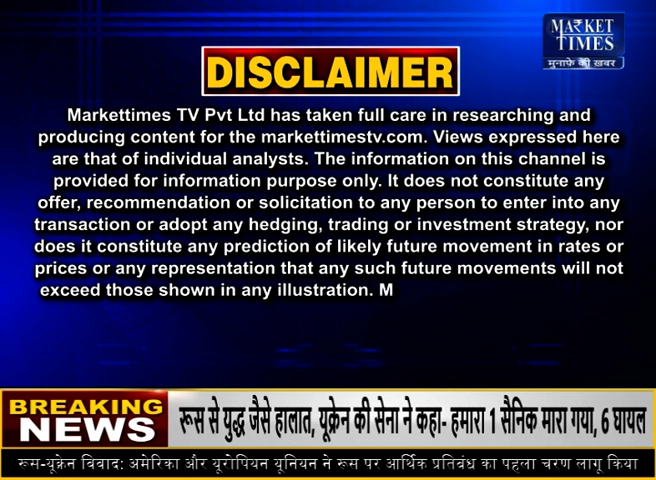 MARKET
TIMES
मुनाफे की ख़बर
DISCLAIMER
Markettimes TV Pvt Ltd has taken full care in researching and
producing content for the markettimestv.com. Views expressed here
are that of individual analysts. The information on this channel is
provided for information purpose only. It does not constitute any
offer, recommendation or solicitation to any person to enter into any
transaction or adopt any hedging, trading or investment strategy, nor
does it constitute any prediction of likely future movement in rates or
prices or any representation that any such future movements will not
exceed those shown in any illustration. M
BREAKING
NEWS
रूस से युद्ध जैसे हालात, यूक्रेन की सेना ने कहा- हमारा 1 सैनिक मारा गया, 6 घायल
रूस-यूक्रेन विवाद: अमेरिका और यूरोपियन यूनियन ने रूस पर आर्थिक प्रतिबंध का पहला चरण लागू किया